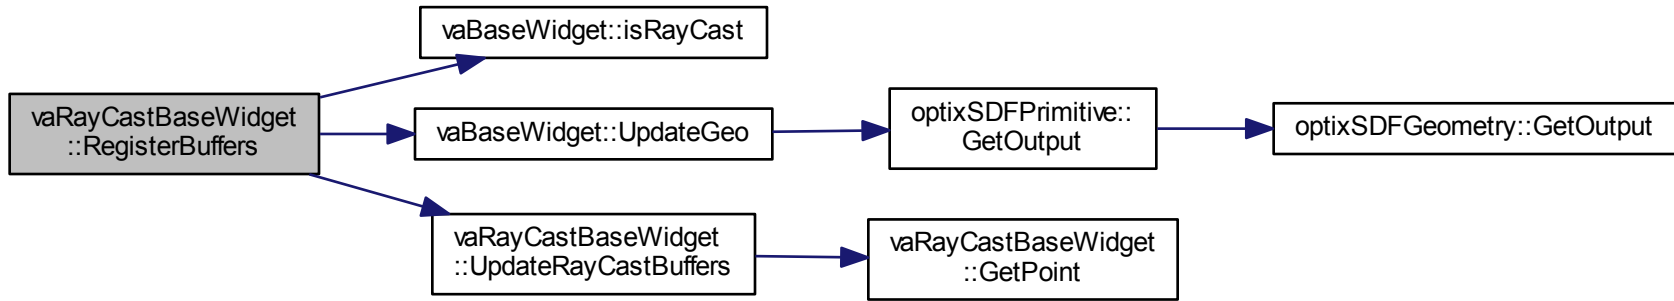 vaBaseWidget::isRayCast
vaRayCastBaseWidget
::RegisterBuffers
vaBaseWidget::UpdateGeo
optixSDFPrimitive::
GetOutput
optixSDFGeometry::GetOutput
vaRayCastBaseWidget
::UpdateRayCastBuffers
vaRayCastBaseWidget
::GetPoint